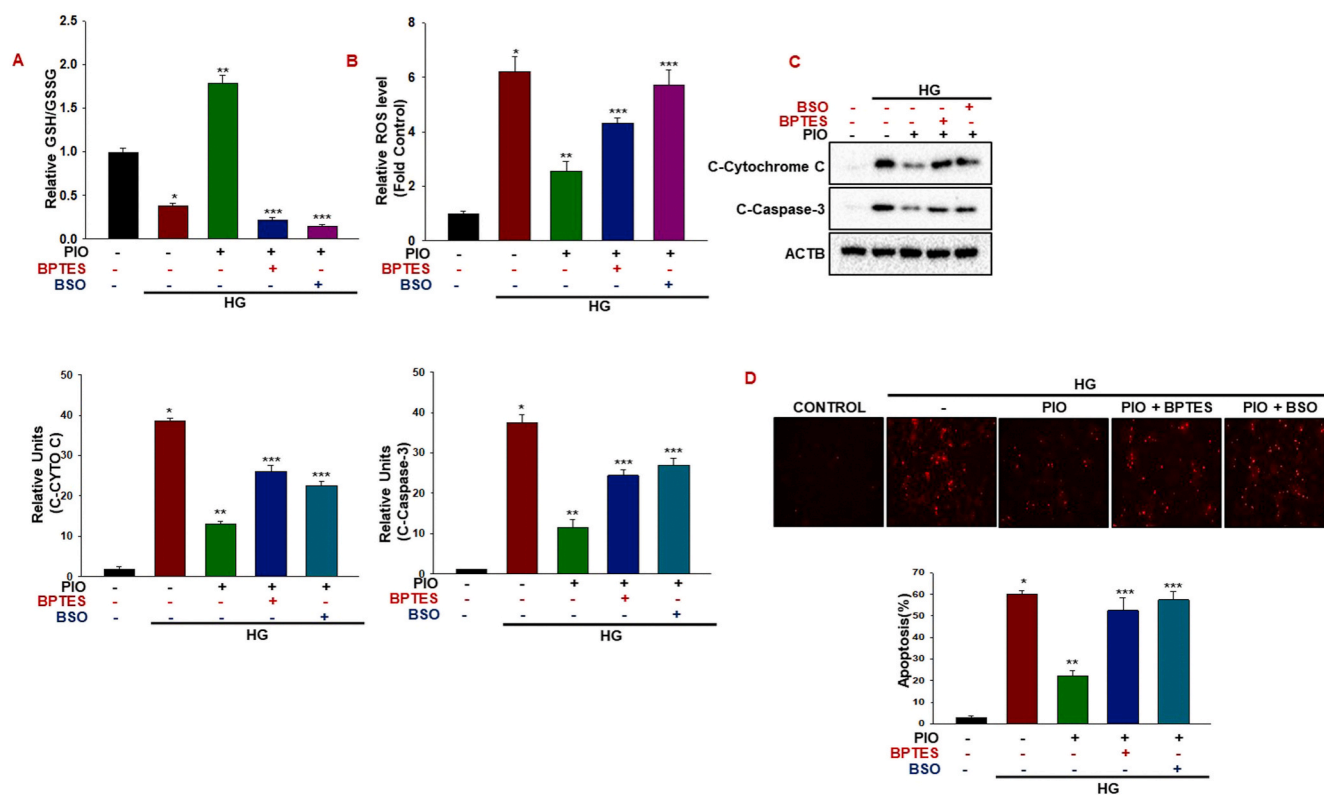 A
Relative GSH/GSSG
2.5
2.0
1.5
1.0
0.5
0.0
* ** *** ***
PIO - - + + +
BPTES - - - + -
BSO - - - - +
HG
B
Relative ROS level
(Fold Control)
8
6
4
2
0
* ** *** ***
PIO - - + + +
BPTES - - - + -
BSO - - - - +
HG
C
HG
BSO - - - - +
BPTES - - - + -
PIO - - + + +
C-Cytochrome C
C-Caspase-3
ACTB
Relative Units
(C-CYTO C)
50
40
30
20
10
0
* ** *** ***
PIO - - + + +
BPTES - - - + -
BSO - - - - +
HG
Relative Units
(C-Caspase-3)
50
40
30
20
10
0
* ** *** ***
PIO - - + + +
BPTES - - - + -
BSO - - - - +
HG
D
HG
CONTROL - PIO PIO + BPTES PIO + BSO
Apoptosis(%)
70
60
50
40
30
20
10
0
* ** *** ***
PIO - - + + +
BPTES - - - + -
BSO - - - - +
HG